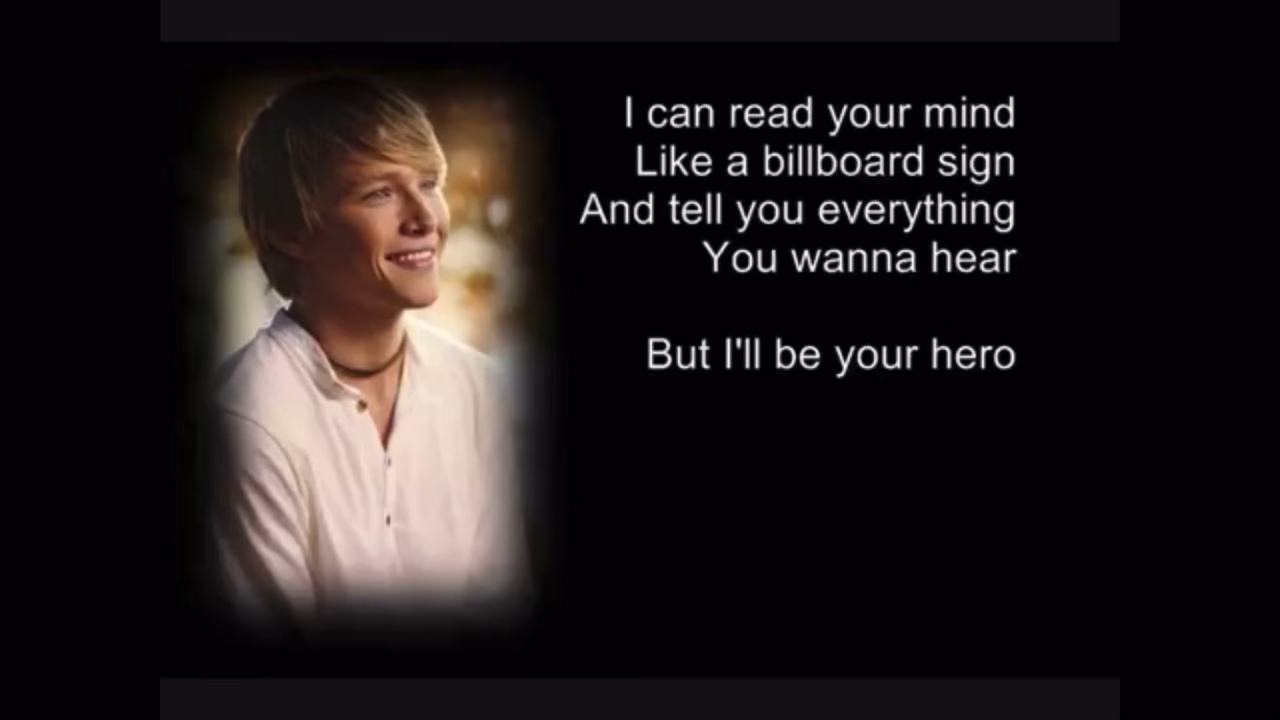 I can read your mind
Like a billboard sign
And tell you everything
You wanna hear
But I'll be your hero